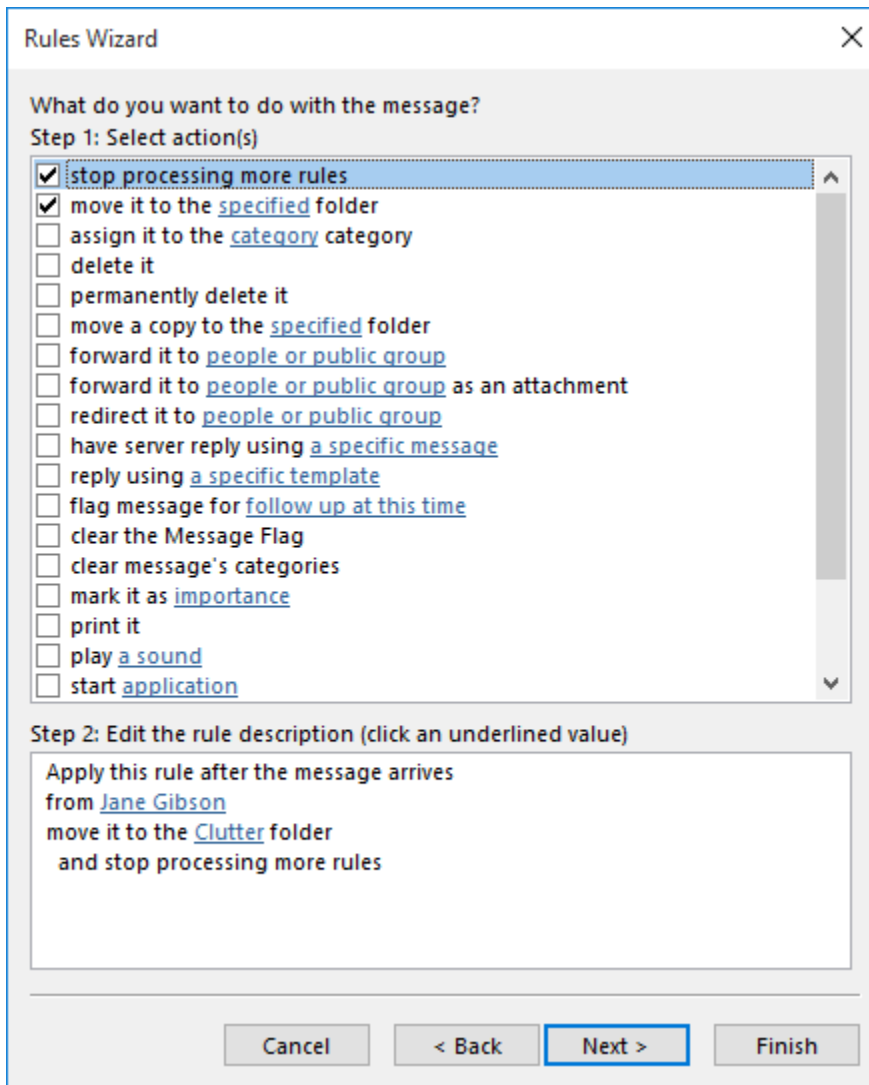 Rules Wizard
What do you want to do with the message?
Step 1: Select action(s)
stop processing more rules
move it to the specified folder
assign it to the category category
delete it
permanently delete it
move a copy to the specified folder
forward it to people or public group
forward it to people or public group as an attachment
redirect it to people or public group
have server reply using a specific message
reply using a specific template
flag message for follow up at this time
clear the Message Flag
clear message's categories
mark it as importance
print it
play a sound
start application
Step 2: Edit the rule description (click an underlined value)
Apply this rule after the message arrives
from Jane Gibson
move it to the Clutter folder
and stop processing more rules
Cancel < Back Next > Finish